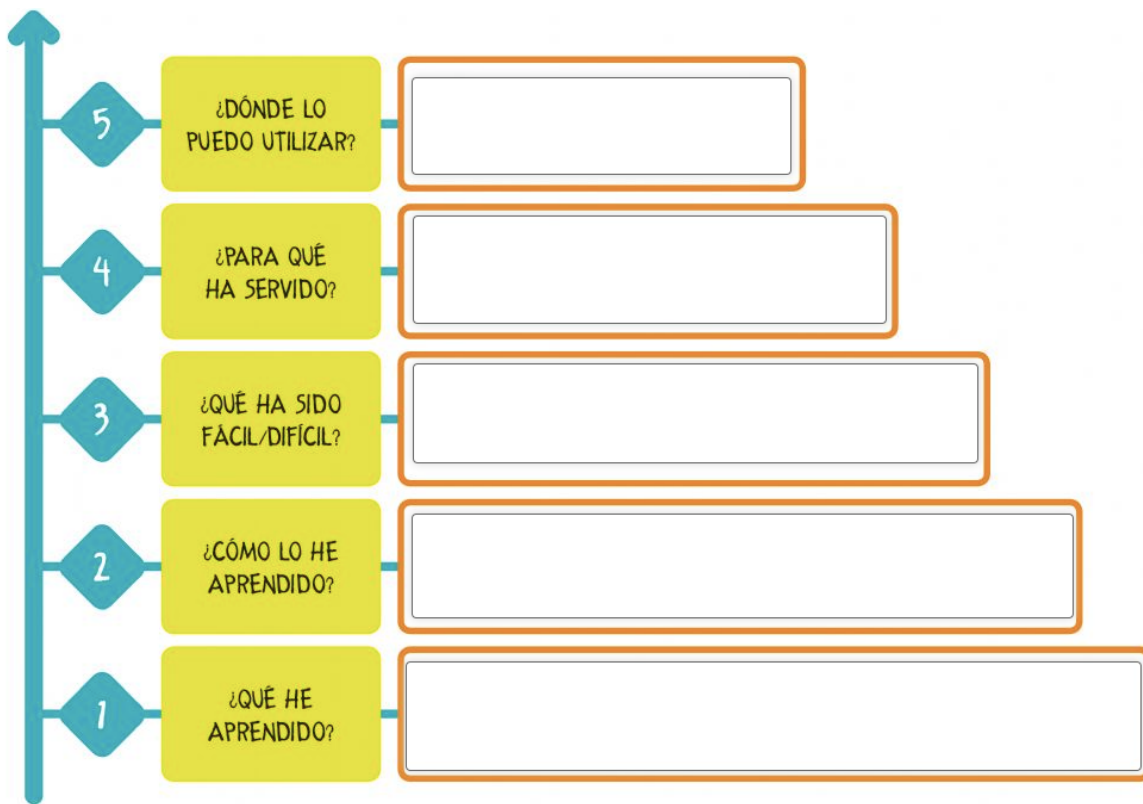 5
¿DÓNDE LO
PUEDO UTILIZAR?
4
¿PARA QUÉ
HA SERVIDO?
3
¿QUÉ HA SIDO
FÁCIL/DIFÍCIL?
2
¿CÓMO LO HE
APRENDIDO?
1
¿QUÉ HE
APRENDIDO?